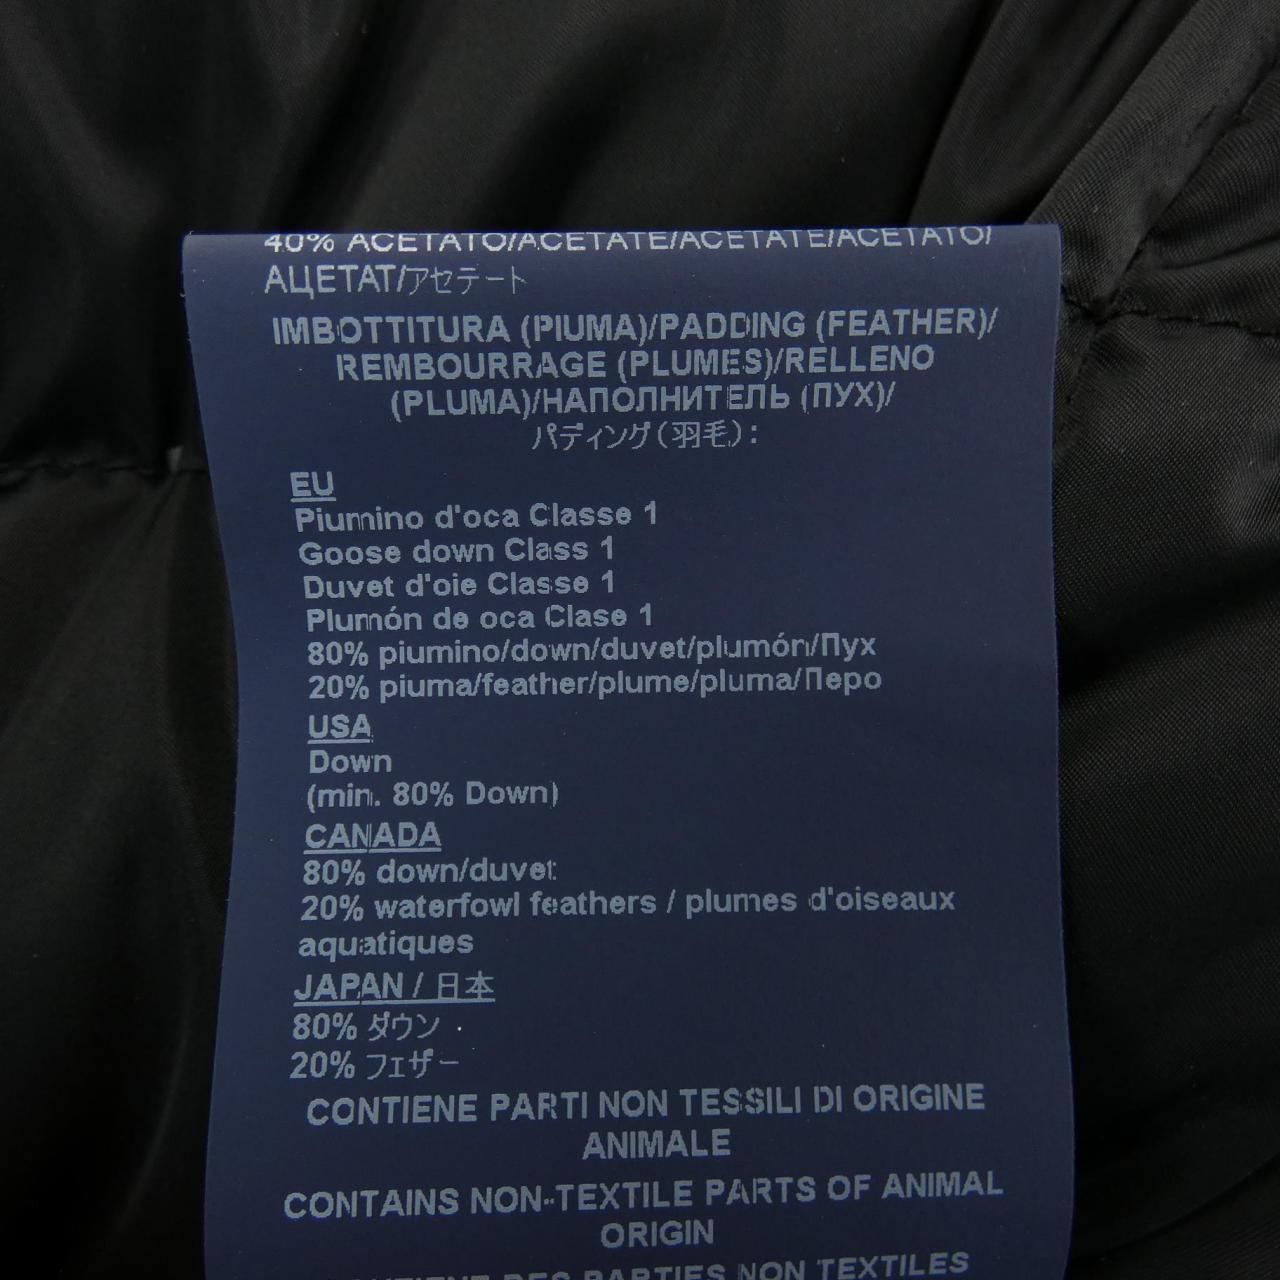 40% ACETATO/ACETATE/ACETATE/ACETATO/
АЦЕТАТ/アセテート
IMBOTTITURA (PIUMA)/PADDING (FEATHER)/
REMBOURRAGE (PLUMES)/RELLENO
(PLUMA)/НАПОЛНИТЕЛЬ (ПУХ)/
パディング(羽毛):
EU
Piumino d'oca Classe 1
Goose down Class 1
Duvet d'oie Classe 1
Plumón de oca Clase 1
80% piumino/down/duvet/plumón/Пух
20% piuma/feather/plume/pluma/Перо
USA
Down
(min. 80% Down)
CANADA
80% down/duvet
20% waterfowl feathers / plumes d'oiseaux
aquatiques
JAPAN / 日本
80% ダウン
20% フェザー
CONTIENE PARTI NON TESSILI DI ORIGINE
ANIMALE
CONTAINS NON-TEXTILE PARTS OF ANIMAL
ORIGIN
CONTIENT DES PARTIES NON TEXTILES